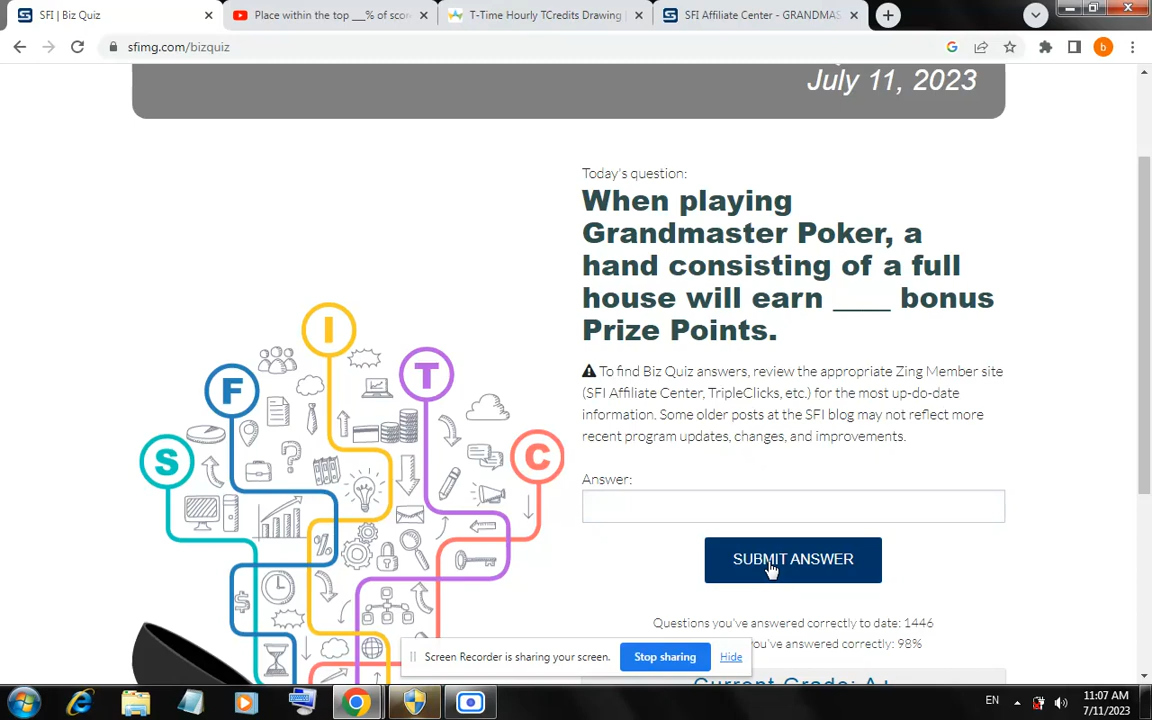 SFI | Biz Quiz
Place within the top ___% of scor
T-Time Hourly TCredits Drawing
SFI Affiliate Center - GRANDMAS
sfimg.com/bizquiz
b
July 11, 2023
Today's question:
When playing
Grandmaster Poker, a
hand consisting of a full
house will earn ____ bonus
Prize Points.
To find Biz Quiz answers, review the appropriate Zing Member site
(SFI Affiliate Center, TripleClicks, etc.) for the most up-do-date
information. Some older posts at the SFI blog may not reflect more
recent program updates, changes, and improvements.
Answer:
SUBMIT ANSWER
Questions you've answered correctly to date: 1446
you've answered correctly: 98%
Current Grade: A+
S
F
I
T
C
Screen Recorder is sharing your screen.
Stop sharing
Hide
EN
11:07 AM
7/11/2023